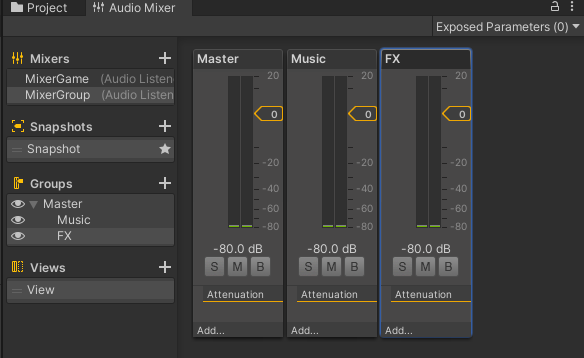 Project
Audio Mixer
Exposed Parameters (0)
Mixers +
MixerGame (Audio Listen
MixerGroup (Audio Listen
Snapshots +
Snapshot
Groups +
Master
Music
FX
Views +
View
Master
20
0
-20
-40
-60
-80
-80.0 dB
S M B
Attenuation
Add...
Music
20
0
-20
-40
-60
-80
-80.0 dB
S M B
Attenuation
Add...
FX
20
0
-20
-40
-60
-80
-80.0 dB
S M B
Attenuation
Add...